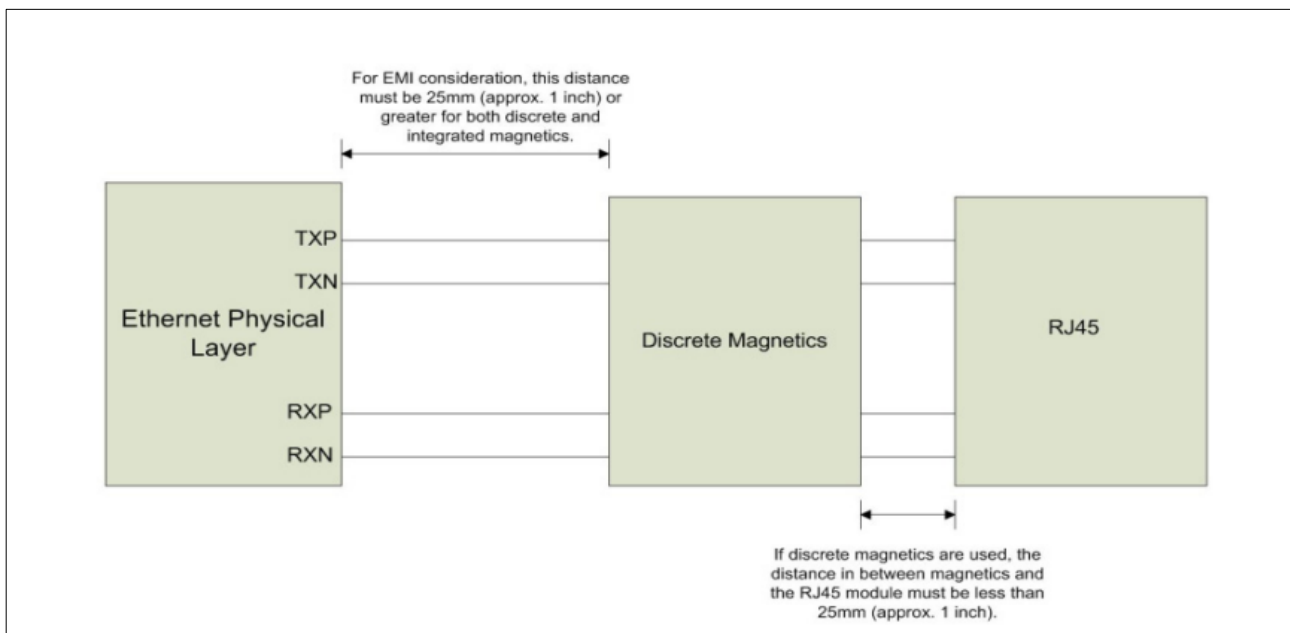 For EMI consideration, this distance
must be 25mm (approx. 1 inch) or
greater for both discrete and
integrated magnetics.
TXP
TXN
Ethernet Physical
Layer
RXP
RXN
Discrete Magnetics
RJ45
If discrete magnetics are used, the
distance in between magnetics and
the RJ45 module must be less than
25mm (approx. 1 inch).